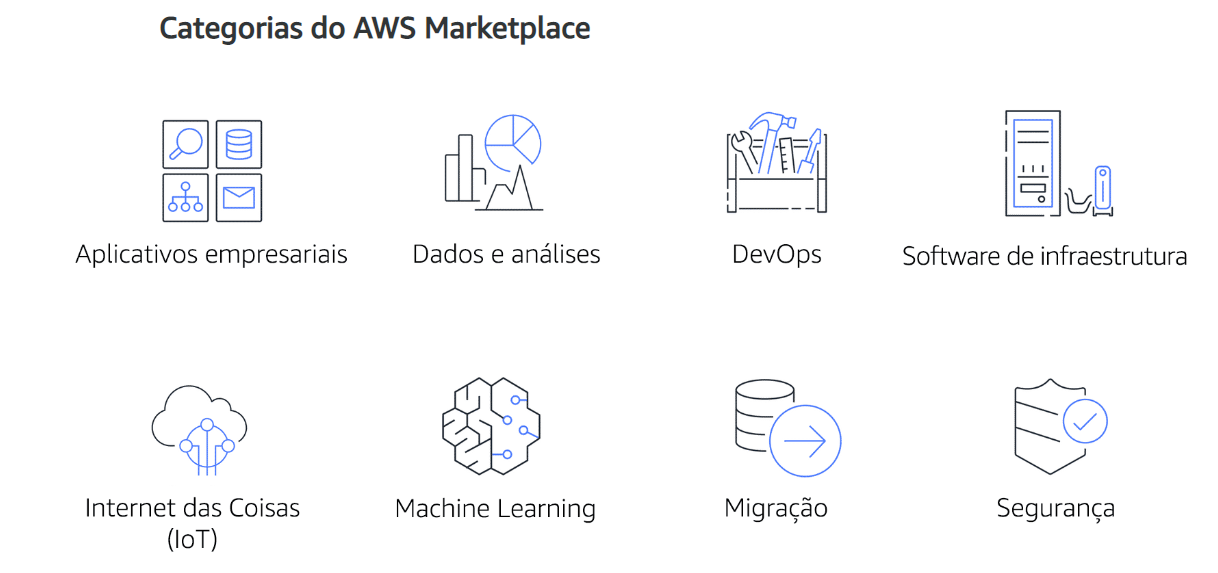 Categorias do AWS Marketplace
Aplicativos empresariais
Dados e análises
DevOps
Software de infraestrutura
Internet das Coisas
(IoT)
Machine Learning
Migração
Segurança